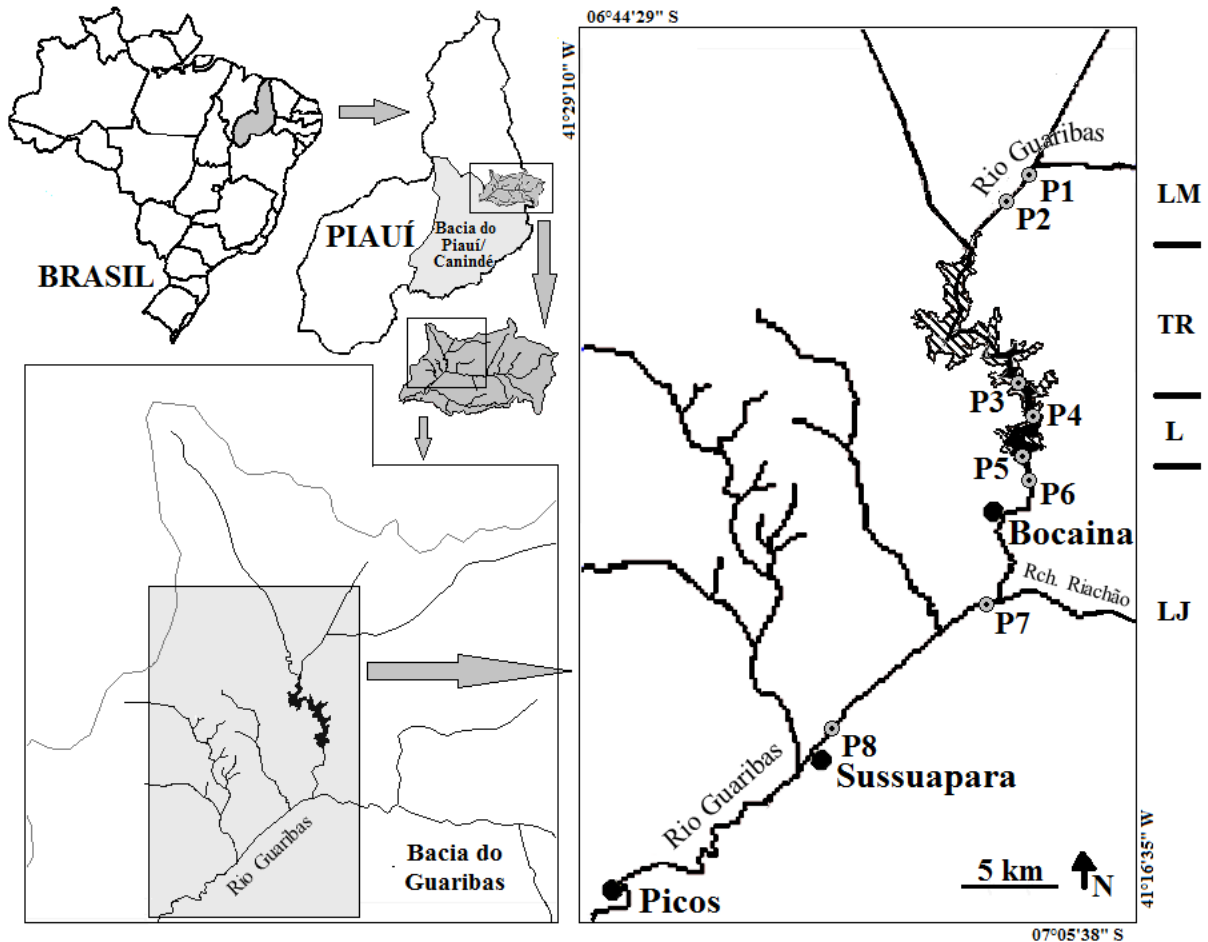 BRASIL
PIAUÍ
Bacia do
Piauí/
Canindé
Rio Guaribas
Bacia do
Guaribas
06°44'29" S
41°29'10" W
Rio Guaribas
P1
P2
LM
TR
P3
P4
L
P5
P6
Bocaina
Rch. Riachão
P7
LJ
P8
Sussuapara
Rio Guaribas
Picos
5 km
N
41°16'35" W
07°05'38" S